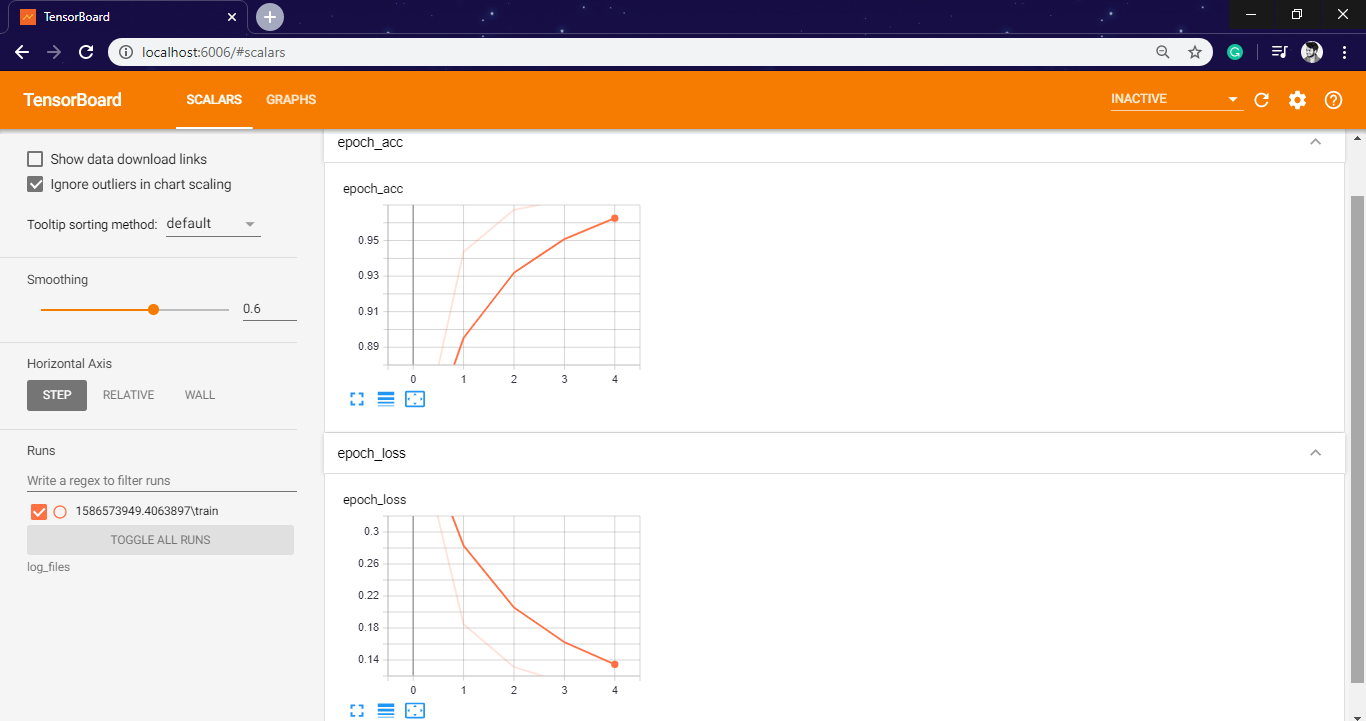 TensorBoard
localhost:6006/#scalars
TensorBoard
SCALARS
GRAPHS
INACTIVE
Show data download links
Ignore outliers in chart scaling
Tooltip sorting method: default
Smoothing
0.6
Horizontal Axis
STEP
RELATIVE
WALL
Runs
Write a regex to filter runs
1586573949.4063897\train
TOGGLE ALL RUNS
log_files
epoch_acc
epoch_acc
0.95
0.93
0.91
0.89
0 1 2 3 4
epoch_loss
epoch_loss
0.3
0.26
0.22
0.18
0.14
0 1 2 3 4